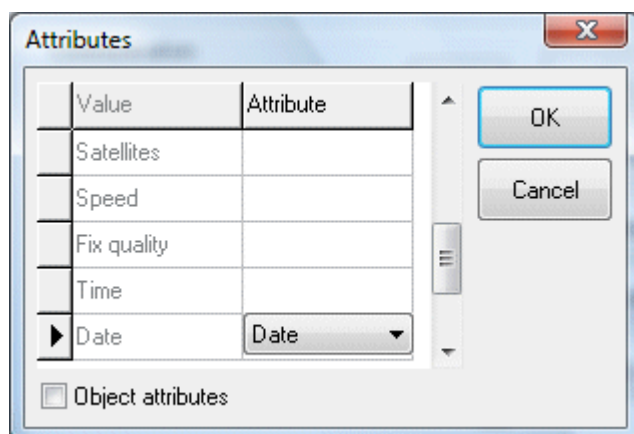 Attributes
Value Attribute
Satellites
Speed
Fix quality
Time
Date Date
Object attributes
OK
Cancel